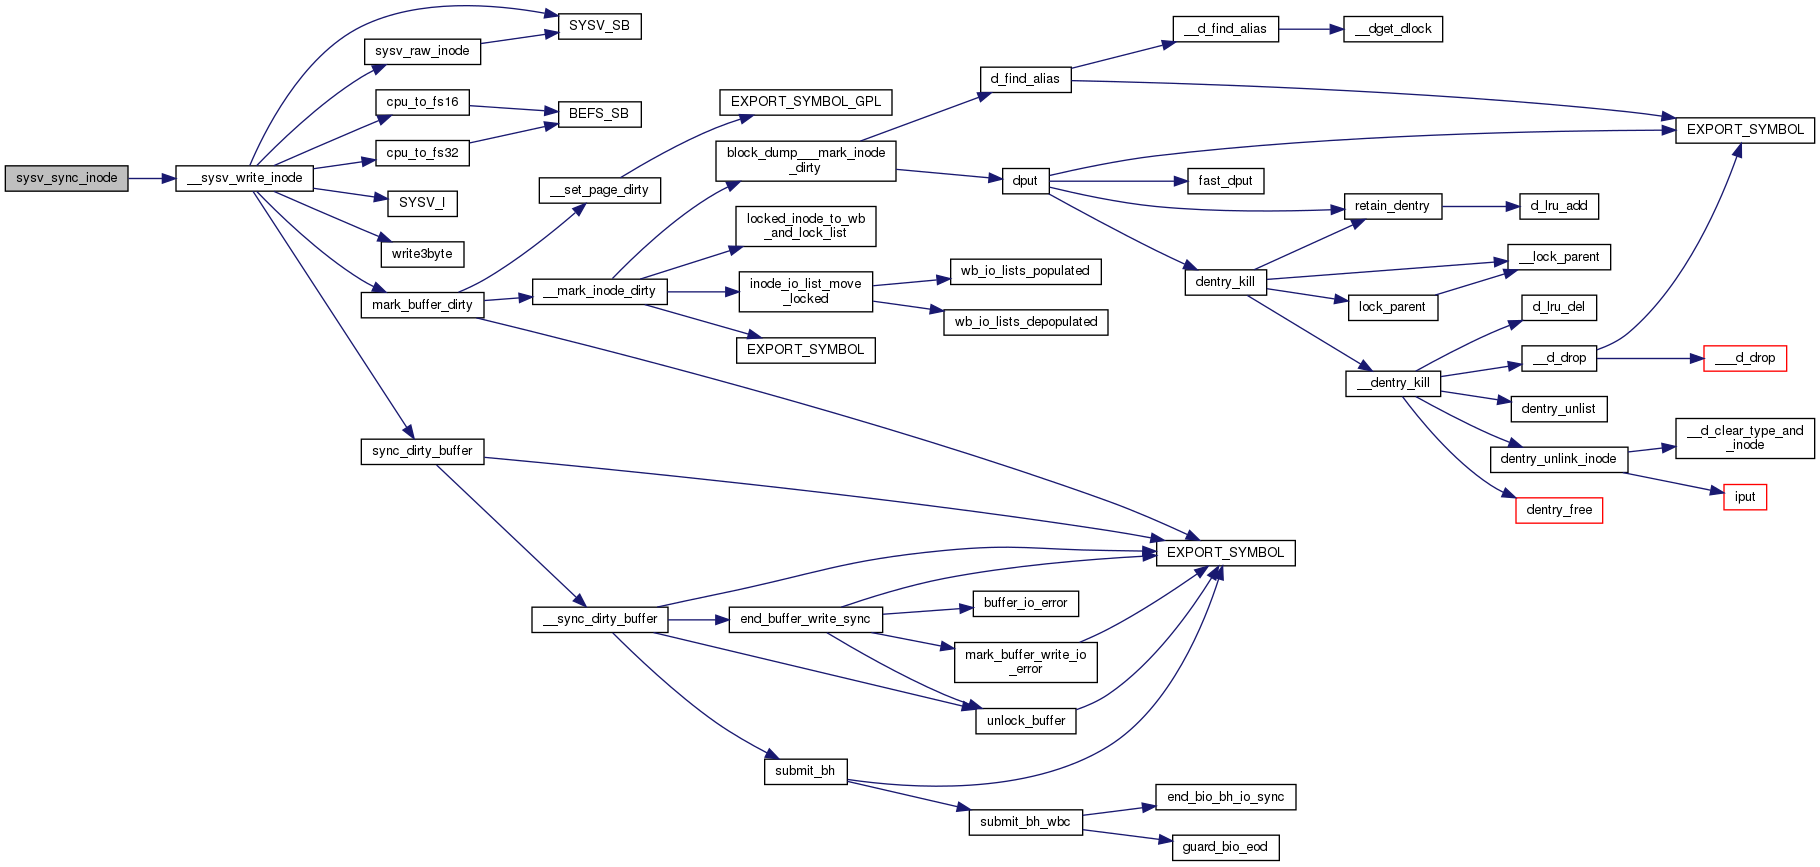 sysv_sync_inode
__sysv_write_inode
SYSV_SB
sysv_raw_inode
cpu_to_fs16
BEFS_SB
cpu_to_fs32
SYSV_I
write3byte
mark_buffer_dirty
sync_dirty_buffer
EXPORT_SYMBOL_GPL
__set_page_dirty
__mark_inode_dirty
block_dump___mark_inode
_dirty
locked_inode_to_wb
_and_lock_list
inode_io_list_move
_locked
EXPORT_SYMBOL
wb_io_lists_populated
wb_io_lists_depopulated
d_find_alias
__d_find_alias
__dget_dlock
EXPORT_SYMBOL
dput
fast_dput
retain_dentry
d_lru_add
dentry_kill
__lock_parent
lock_parent
__dentry_kill
d_lru_del
__d_drop
___d_drop
dentry_unlist
dentry_unlink_inode
__d_clear_type_and
_inode
iput
dentry_free
EXPORT_SYMBOL
__sync_dirty_buffer
end_buffer_write_sync
buffer_io_error
mark_buffer_write_io
_error
unlock_buffer
submit_bh
submit_bh_wbc
end_bio_bh_io_sync
guard_bio_eod